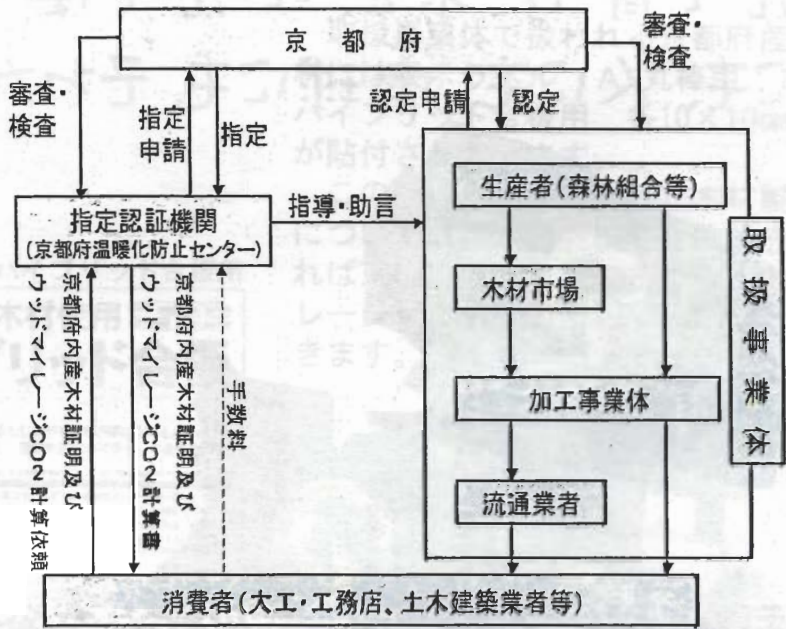 京都府
審査・
検査
指定
申請
指定
認定申請
認定
審査・
検査
指定認証機関
(京都府温暖化防止センター)
指導・助言
生産者(森林組合等)
木材市場
加工事業体
流通業者
取扱事業体
京都府内産木材証明及び
ウッドマイレージCO2計算依頼
京都府内産木材証明及び
ウッドマイレージCO2計算書
手数料
消費者(大工・工務店、土木建築業者等)